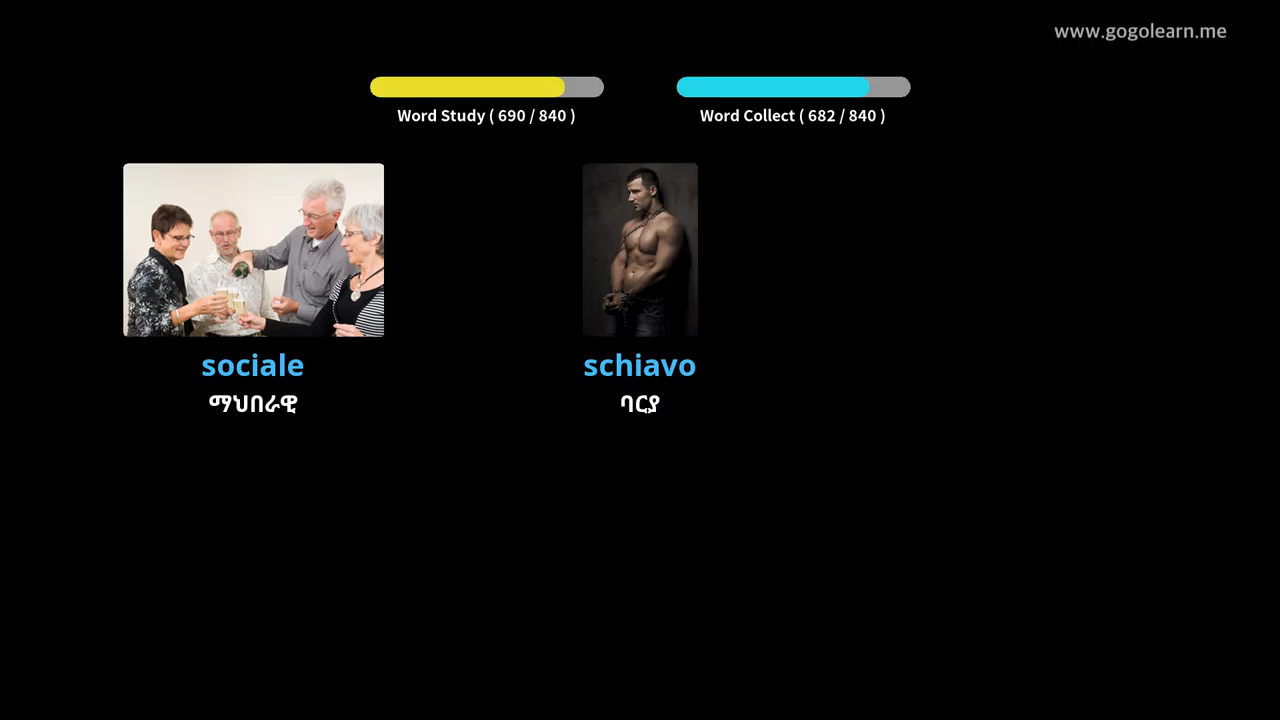 www.gogolearn.me
Word Study ( 690 / 840 )
Word Collect ( 682 / 840 )
sociale
ማህበራዊ
schiavo
ባርያ